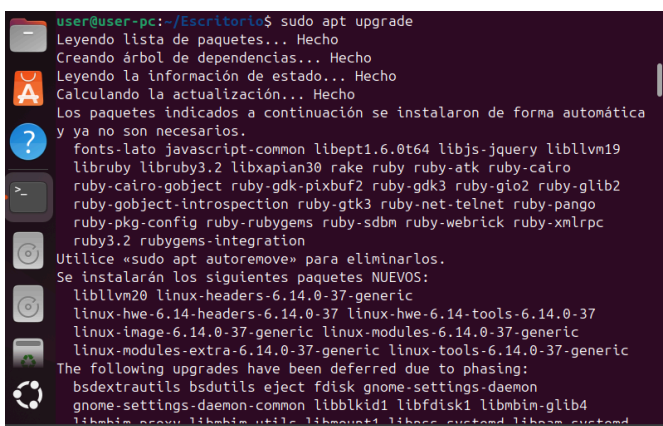 user@user-pc:~/Escritorio$ sudo apt upgrade
Leyendo lista de paquetes... Hecho
Creando árbol de dependencias... Hecho
Leyendo la información de estado... Hecho
Calculando la actualización... Hecho
Los paquetes indicados a continuación se instalaron de forma automática
y ya no son necesarios.
fonts-lato javascript-common libept1.6.0t64 libjs-jquery libllvm19
libruby libruby3.2 libxapian30 rake ruby ruby-atk ruby-cairo
ruby-cairo-gobject ruby-gdk-pixbuf2 ruby-gdk3 ruby-gio2 ruby-glib2
ruby-gobject-introspection ruby-gtk3 ruby-net-telnet ruby-pango
ruby-pkg-config ruby-rubygems ruby-sdbm ruby-webrick ruby-xmlrpc
ruby3.2 rubygems-integration
Utilice «sudo apt autoremove» para eliminarlos.
Se instalarán los siguientes paquetes NUEVOS:
libllvm20 linux-headers-6.14.0-37-generic
linux-hwe-6.14-headers-6.14.0-37 linux-hwe-6.14-tools-6.14.0-37
linux-image-6.14.0-37-generic linux-modules-6.14.0-37-generic
linux-modules-extra-6.14.0-37-generic linux-tools-6.14.0-37-generic
The following upgrades have been deferred due to phasing:
bsdextrautils bsdutils eject fdisk gnome-settings-daemon
gnome-settings-daemon-common libblkid1 libfdisk1 libmbim-glib4
libmbim-proxy libmbim-utils libmount1 libnss-systemd libpam-systemd